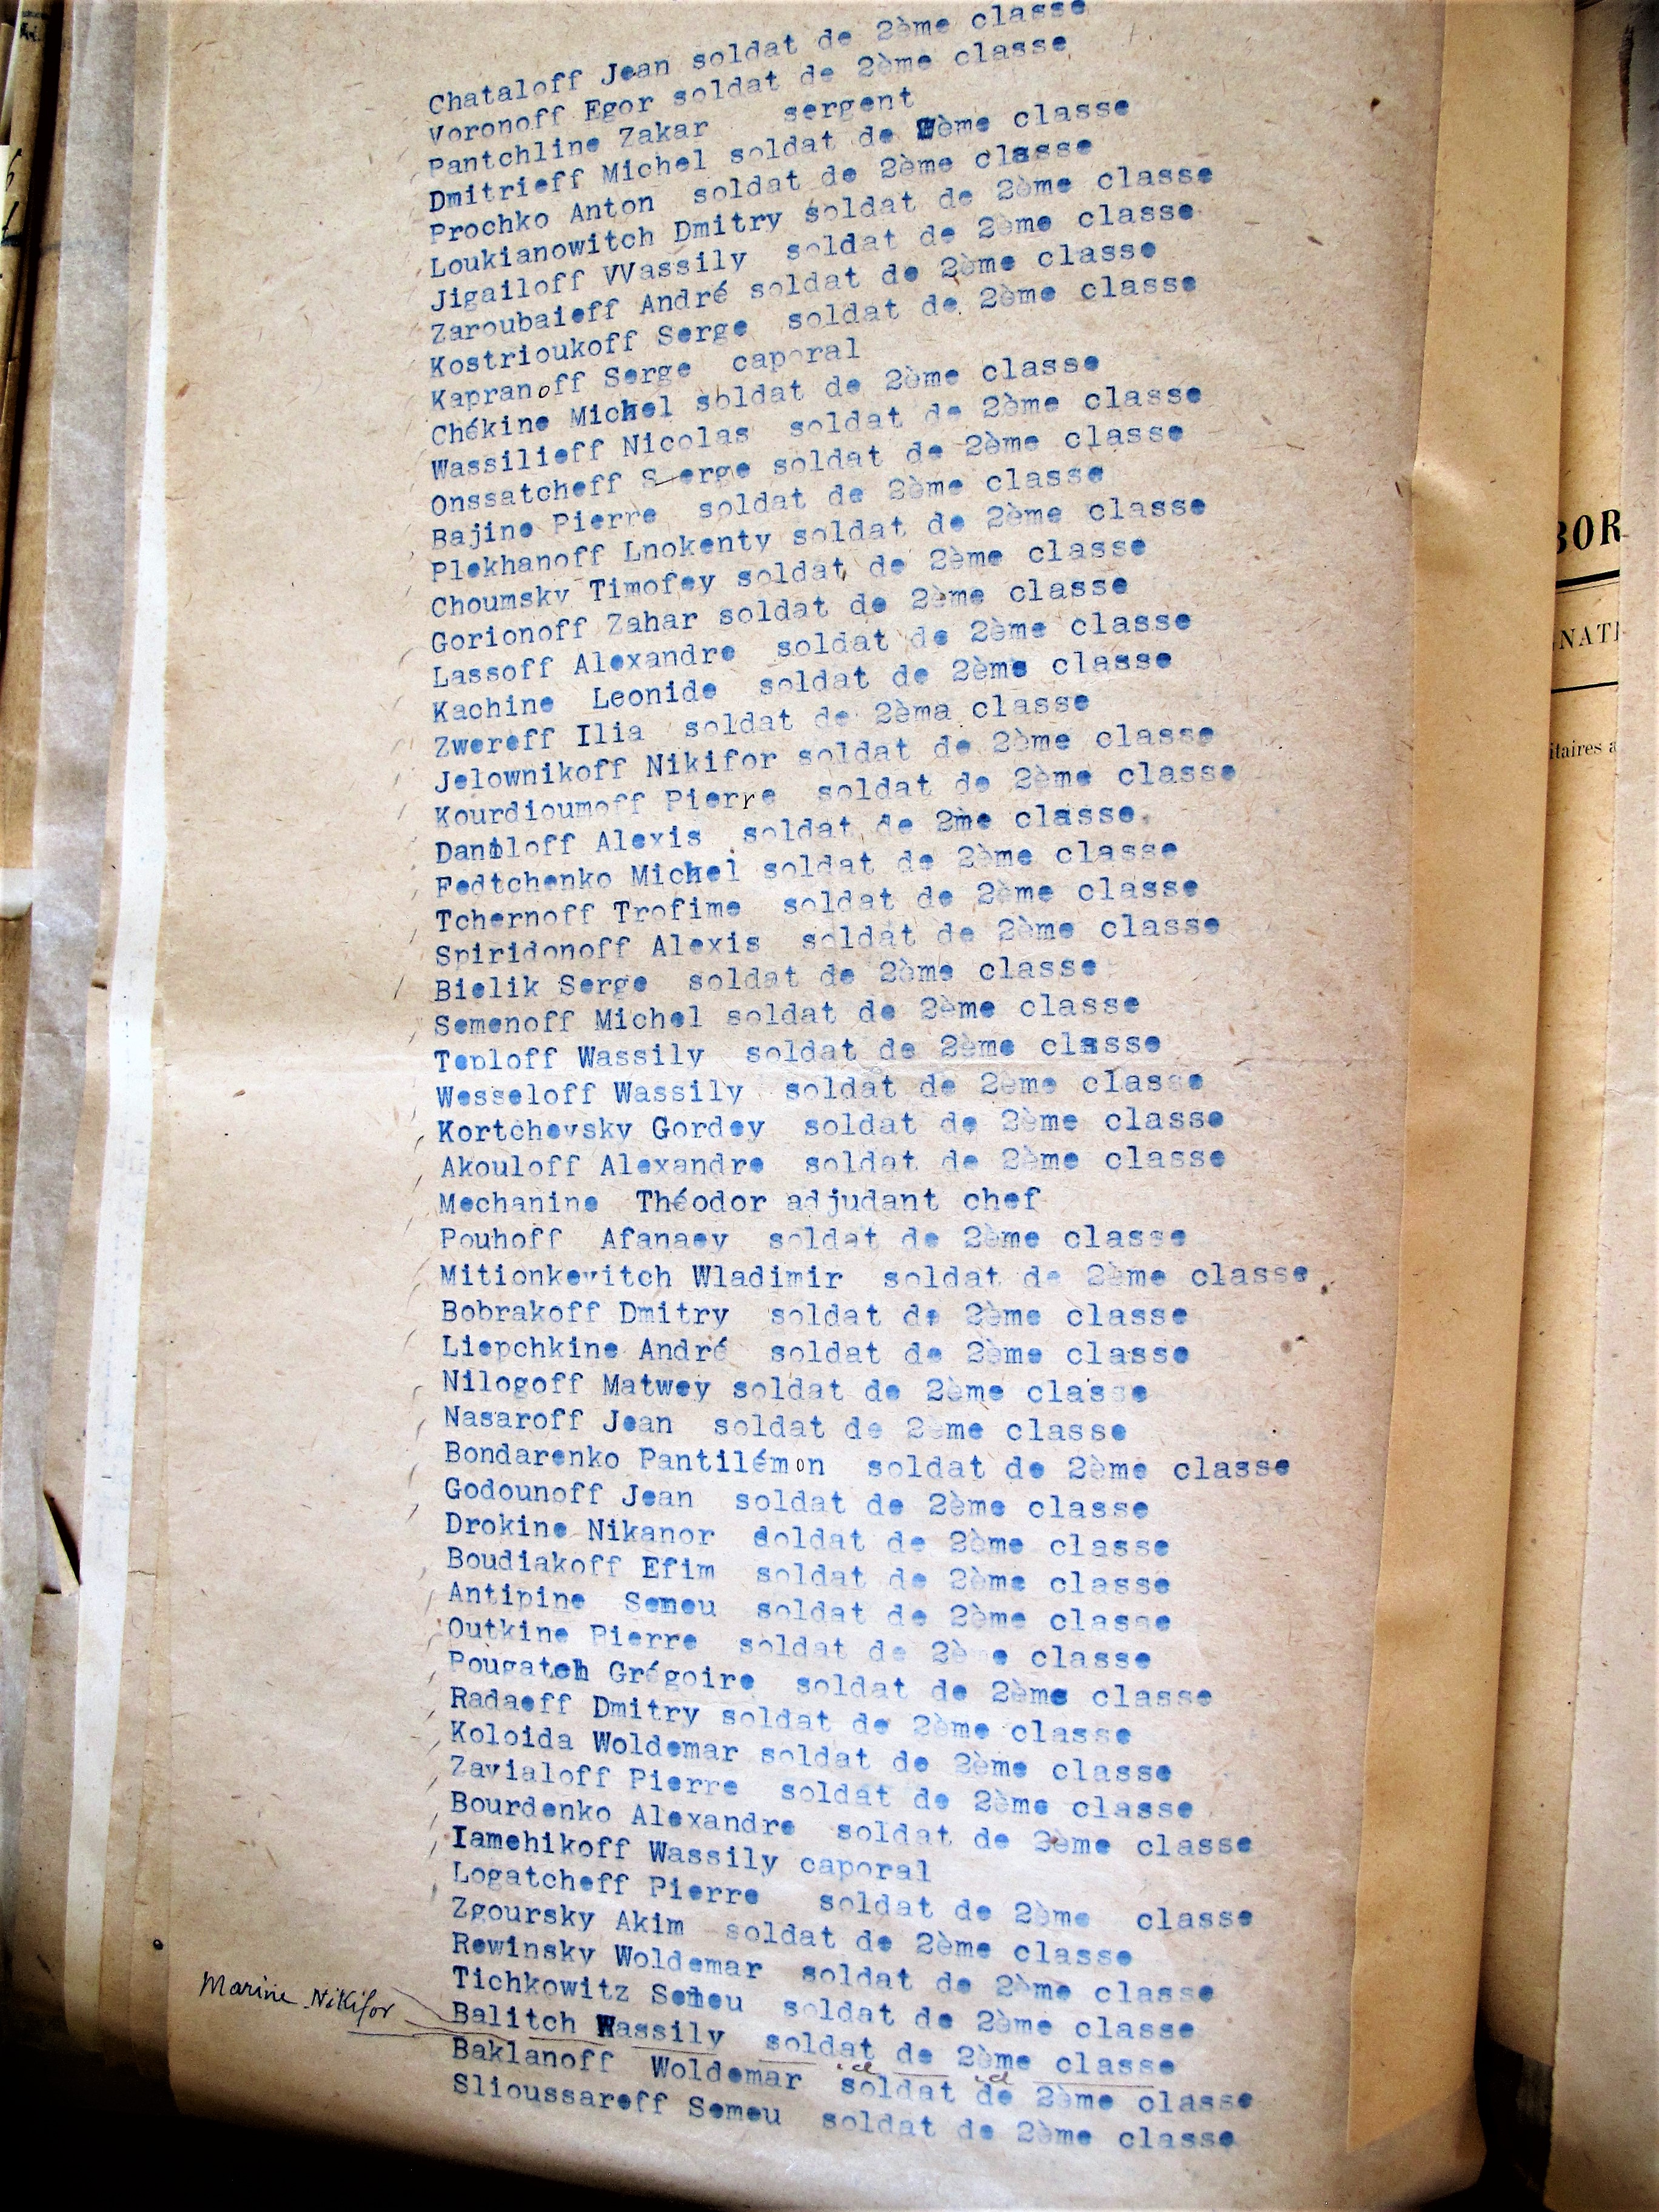 Chataloff Jean soldat de 2ème classe
Voronoff Egor soldat de 2ème classe
Pantchline Zakar sergent
Dmitrieff Michel soldat de 2ème classe
Prochko Anton soldat de 2ème classe
Loukianowitch Dmitry soldat de 2ème classe
Jigailoff VVassily soldat de 2ème classe
Zaroubaieff André soldat de 2ème classe
Kostrioukoff Serge soldat de 2ème classe
Kapranoff Serge caporal
Chékine Michel soldat de 2ème classe
Wassilieff Nicolas soldat de 2ème classe
Onssatcheff S erge soldat de 2ème classe
Bajine Pierre soldat de 2ème classe
Plekhanoff Lnokenty soldat de 2ème classe
Choumsky Timofey soldat de 2ème classe
Gorionoff Zahar soldat de 2ème classe
Lassoff Alexandre soldat de 2ème classe
Kachine Leonide soldat de 2ème classe
Zwereff Ilia soldat de 2èma classe
Jelownikoff Nikifor soldat de 2ème classe
Kourdioumoff Pierre soldat de 2ème classe
Daniloff Alexis soldat de 2me classe
Fedtchenko Michel soldat de 2ème classe
Tchernoff Trofime soldat de 2ème classe
Spiridonoff Alexis soldat de 2ème classe
Bielik Serge soldat de 2ème classe
Semenoff Michel soldat de 2ème classe
Teploff Wassily soldat de 2ème classe
Wesseloff Wassily soldat de 2ème classe
Kortchevsky Gordey soldat de 2ème classe
Akouloff Alexandre soldat de 2ème classe
Mechanine Théodor adjudant chef
Pouhoff Afanaey soldat de 2ème classe
Mitionkevitch Wladimir soldat de 2ème classe
Bobrakoff Dmitry soldat de 2ème classe
Liepchkine André soldat de 2ème classe
Nilogoff Matwey soldat de 2ème classe
Nasaroff Jean soldat de 2ème classe
Bondarenko Pantilémon soldat de 2ème classe
Godounoff Jean soldat de 2ème classe
Drokine Nikanor soldat de 2ème classe
Boudiakoff Efim soldat de 2ème classe
Antipine Semeu soldat de 2ème classe
Outkine Pierre soldat de 2ème classe
Pougatch Grégoire soldat de 2ème classe
Radaeff Dmitry soldat de 2ème classe
Koloida Woldemar soldat de 2ème classe
Zavialoff Pierre soldat de 2ème classe
Bourdenko Alexandre soldat de 2ème classe
Iamehikoff Wassily caporal
Logatcheff Pierre soldat de 2ème classe
Zgoursky Akim soldat de 2ème classe
Rewinsky Woldemar soldat de 2ème classe
Tichkowitz Semeu soldat de 2ème classe
Balitch Wassily soldat de 2ème classe
Marine Nikifor id id
Baklanoff Woldemar soldat de 2ème classe
Slioussareff Semeu soldat de 2ème classe
BOR
NATI
itaires a